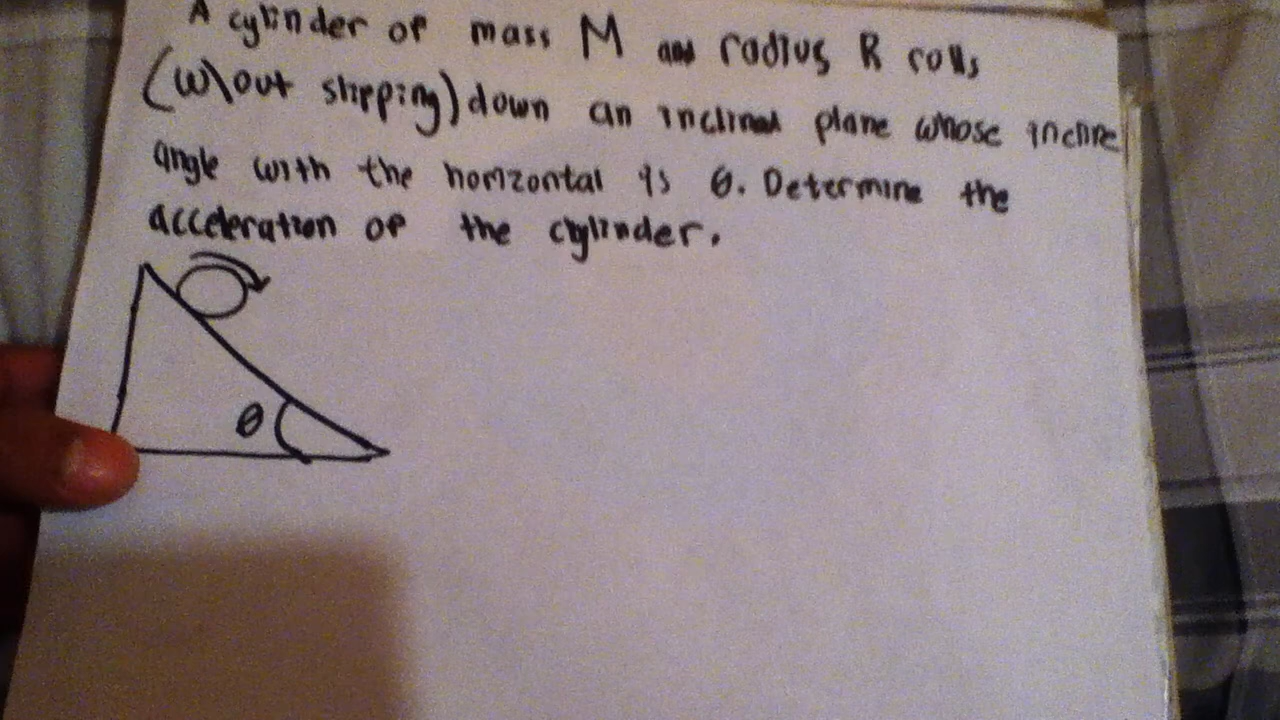 A cylinder of mass M and radius R rolls
(w\out slipping) down an inclined plane whose incline
angle with the horizontal is θ. Determine the
acceleration of the cylinder.
θ